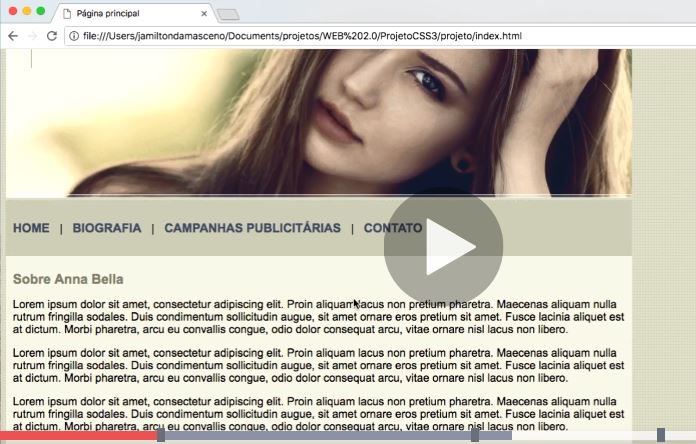 Página principal
file:///Users/jamiltondamasceno/Documents/projetos/WEB%202.0/ProjetoCSS3/projeto/index.html
HOME | BIOGRAFIA | CAMPANHAS PUBLICITÁRIAS | CONTATO
Sobre Anna Bella
Lorem ipsum dolor sit amet, consectetur adipiscing elit. Proin aliquam lacus non pretium pharetra. Maecenas aliquam nulla
rutrum fringilla sodales. Duis condimentum sollicitudin augue, sit amet ornare eros pretium sit amet. Fusce lacinia aliquet est
at dictum. Morbi pharetra, arcu eu convallis congue, odio dolor consequat arcu, vitae ornare nisl lacus non libero.
Lorem ipsum dolor sit amet, consectetur adipiscing elit. Proin aliquam lacus non pretium pharetra. Maecenas aliquam nulla
rutrum fringilla sodales. Duis condimentum sollicitudin augue, sit amet ornare eros pretium sit amet. Fusce lacinia aliquet est
at dictum. Morbi pharetra, arcu eu convallis congue, odio dolor consequat arcu, vitae ornare nisl lacus non libero.
Lorem ipsum dolor sit amet, consectetur adipiscing elit. Proin aliquam lacus non pretium pharetra. Maecenas aliquam nulla
rutrum fringilla sodales. Duis condimentum sollicitudin augue, sit amet ornare eros pretium sit amet. Fusce lacinia aliquet est
at dictum. Morbi pharetra, arcu eu convallis congue, odio dolor consequat arcu, vitae ornare nisl lacus non libero.